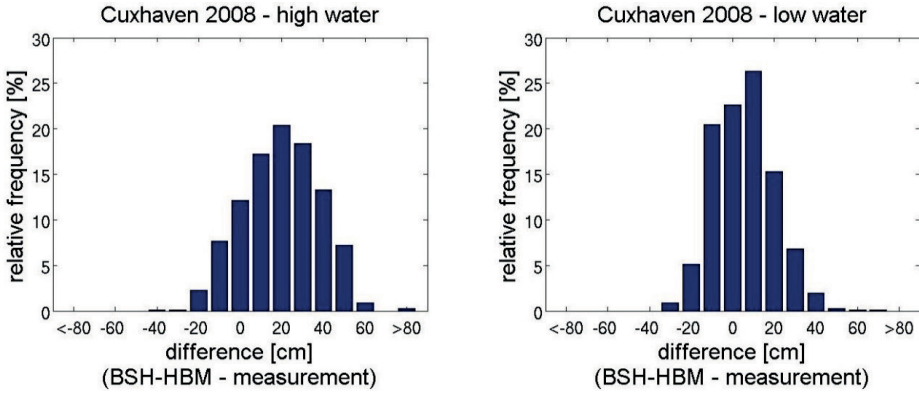 Cuxhaven 2008 - high water
relative frequency [%]
30
25
20
15
10
5
0
<-80 -60 -40 -20 0 20 40 60 >80
difference [cm]
(BSH-HBM - measurement)
Cuxhaven 2008 - low water
relative frequency [%]
30
25
20
15
10
5
0
<-80 -60 -40 -20 0 20 40 60 >80
difference [cm]
(BSH-HBM - measurement)